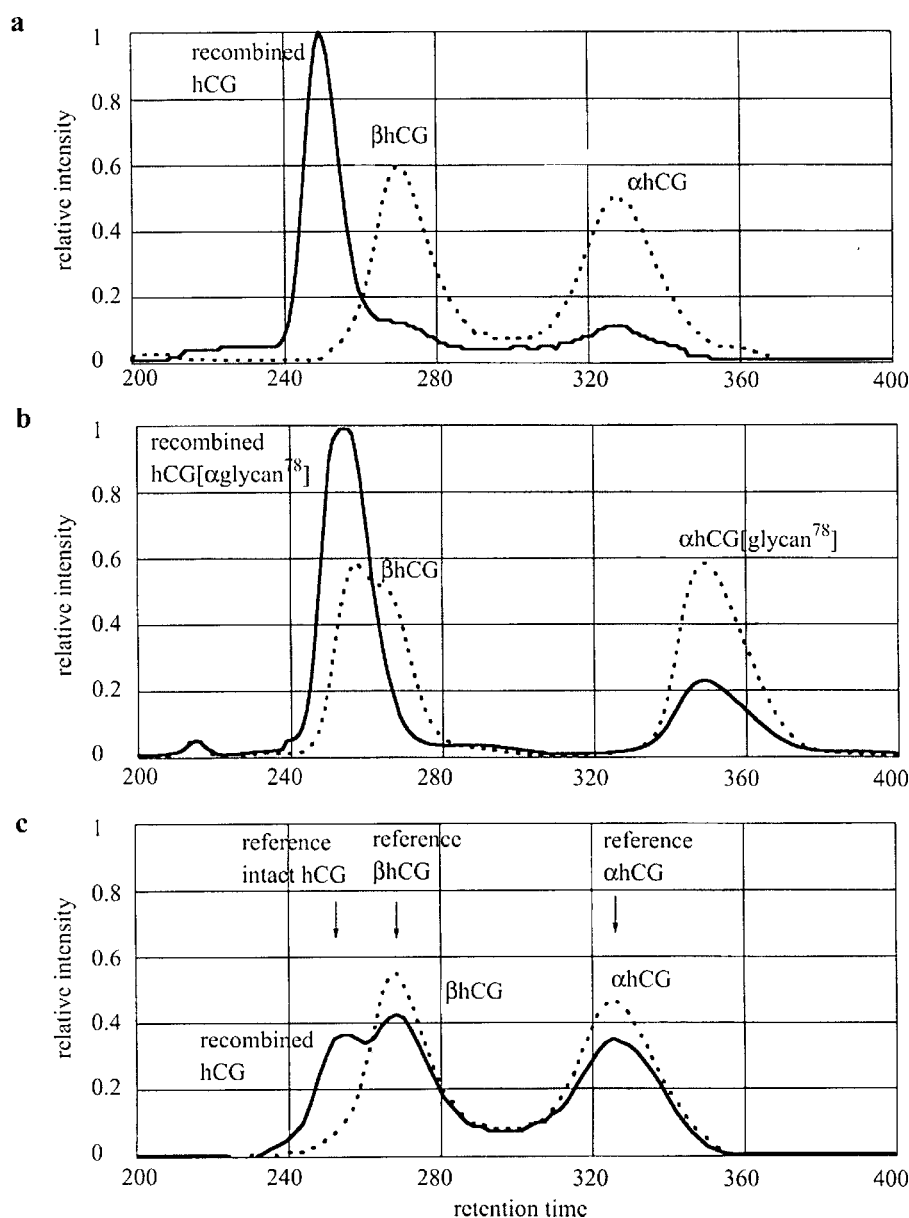 a
1
recombined
hCG
0.8
βhCG
0.6
αhCG
0.4
0.2
0
200 240 280 320 360 400
relative intensity
b
1
recombined
hCG[αglycan⁷⁸]
0.8
αhCG[glycan⁷⁸]
0.6
βhCG
0.4
0.2
0
200 240 280 320 360 400
relative intensity
c
1
reference
intact hCG
reference
βhCG
reference
αhCG
0.8
0.6
βhCG
αhCG
0.4
recombined
hCG
0.2
0
200 240 280 320 360 400
relative intensity
retention time